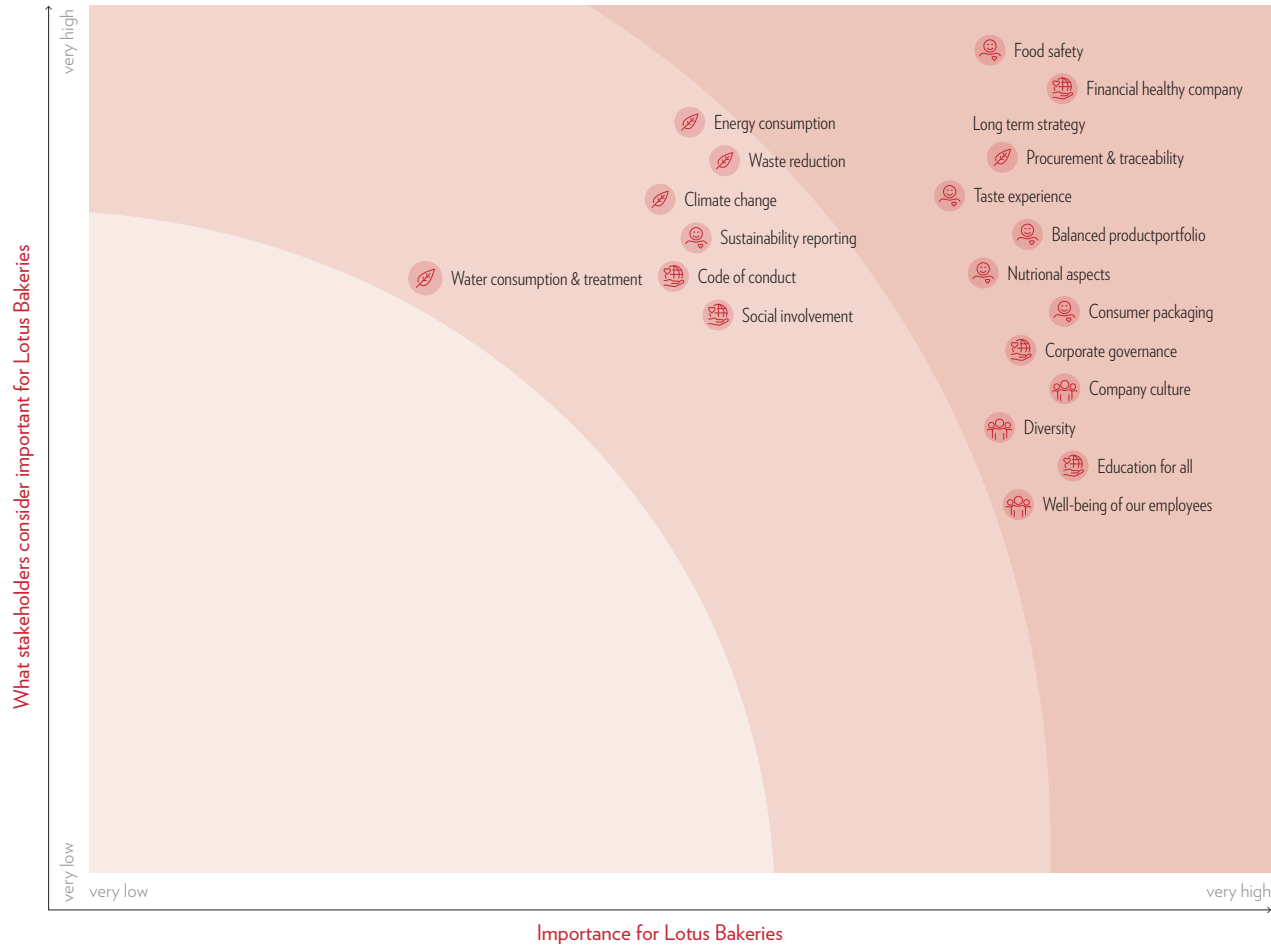 What stakeholders consider important for Lotus Bakeries
very high
Food safety
Financial healthy company
Energy consumption
Long term strategy
Waste reduction
Procurement & traceability
Climate change
Taste experience
Sustainability reporting
Balanced productportfolio
Water consumption & treatment
Code of conduct
Nutrional aspects
Social involvement
Consumer packaging
Corporate governance
Company culture
Diversity
Education for all
Well-being of our employees
very low
very low
very high
Importance for Lotus Bakeries